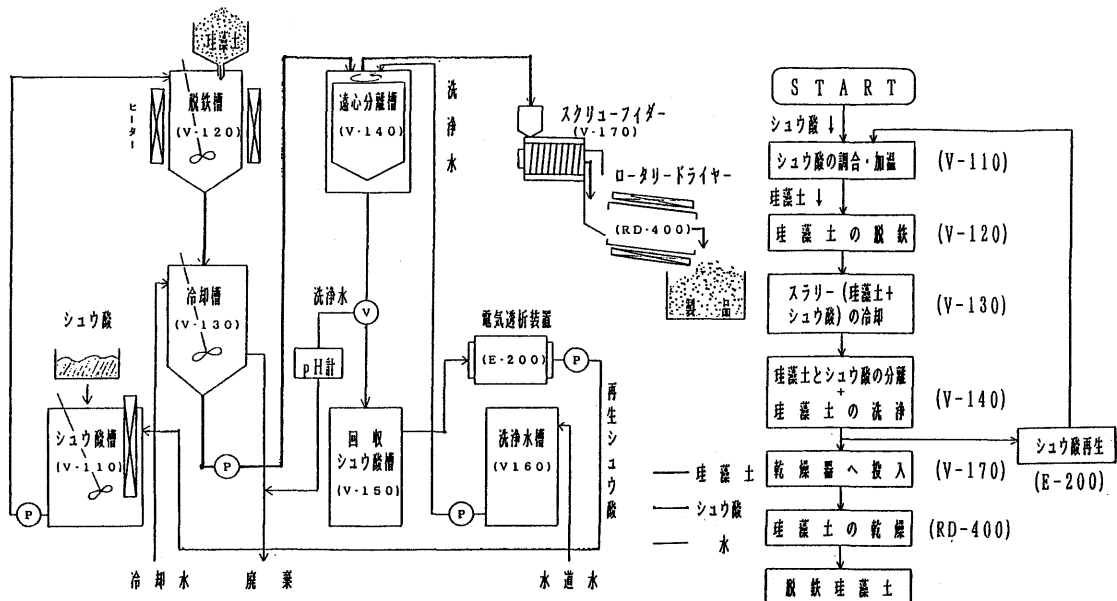 珪藻土
脱鉄槽
(V-120)
ヒーター
遠心分離槽
(V-140)
洗浄水
スクリューフィダー
(V-170)
ロータリードライヤー
(RD-400)
製品
冷却槽
(V-130)
洗浄水
V
pH計
電気透析装置
(E-200)
P
再生シュウ酸
シュウ酸
シュウ酸槽
(V-110)
P
P
回収
シュウ酸槽
(V-150)
P
洗浄水槽
(V160)
冷却水
廃棄
水道水
珪藻土
シュウ酸
水
START
シュウ酸 ↓
シュウ酸の調合・加温
(V-110)
珪藻土 ↓
珪藻土の脱鉄
(V-120)
スラリー(珪藻土+
シュウ酸)の冷却
(V-130)
珪藻土とシュウ酸の分離
+
珪藻土の洗浄
(V-140)
シュウ酸再生
(E-200)
乾燥器へ投入
(V-170)
珪藻土の乾燥
(RD-400)
脱鉄珪藻土